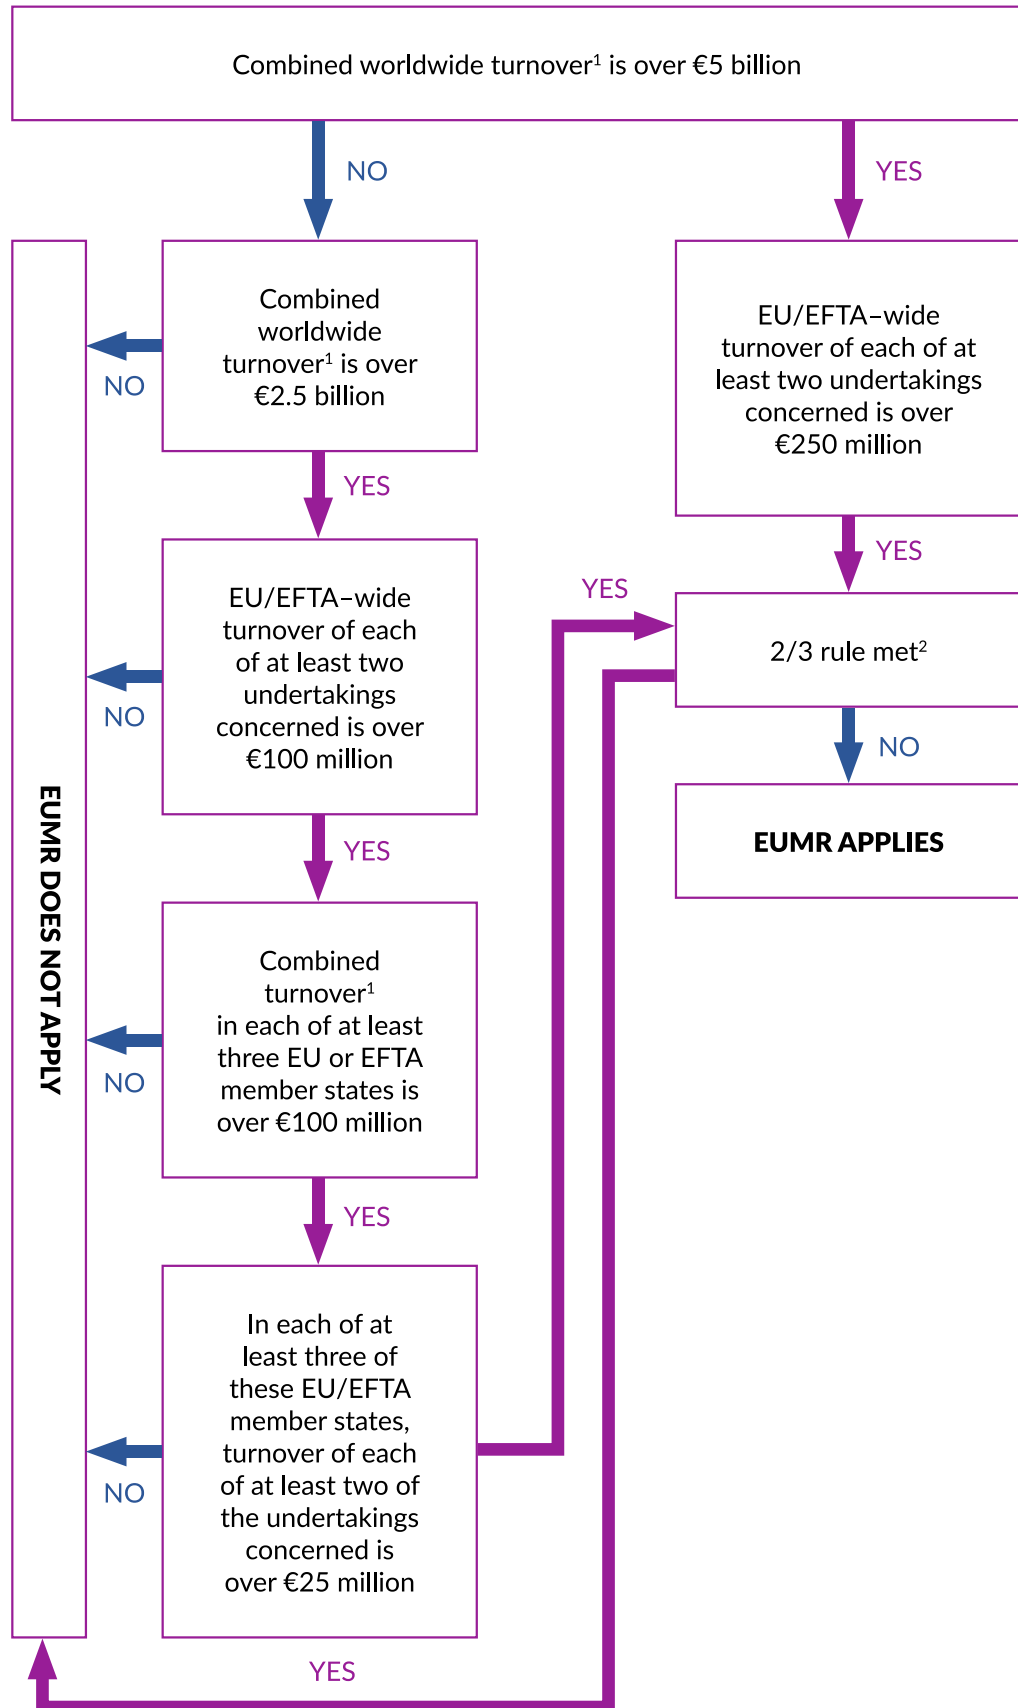 Combined worldwide turnover¹ is over €5 billion
NO
YES
Combined
worldwide
turnover¹ is over
€2.5 billion
NO
YES
EU/EFTA–wide
turnover of each of at
least two undertakings
concerned is over
€250 million
YES
EU/EFTA–wide
turnover of each
of at least two
undertakings
concerned is over
€100 million
NO
YES
YES
2/3 rule met²
NO
EUMR APPLIES
EUMR DOES NOT APPLY
Combined
turnover¹
in each of at least
three EU or EFTA
member states is
over €100 million
NO
YES
In each of at
least three of
these EU/EFTA
member states,
turnover of each
of at least two of
the undertakings
concerned is
over €25 million
NO
YES